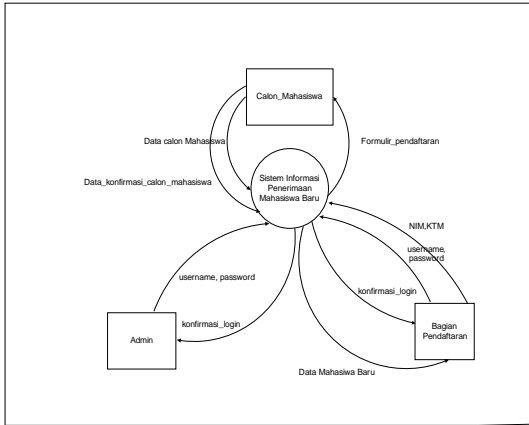 Calon_Mahasiswa
Data calon Mahasiswa
Formulir_pendaftaran
Sistem Informasi
Penerimaan
Mahasiswa Baru
Data_konfirmasi_calon_mahasiswa
NIM,KTM
username,
password
username, password
konfirmasi_login
konfirmasi_login
Admin
Bagian
Pendaftaran
Data Mahasiwa Baru